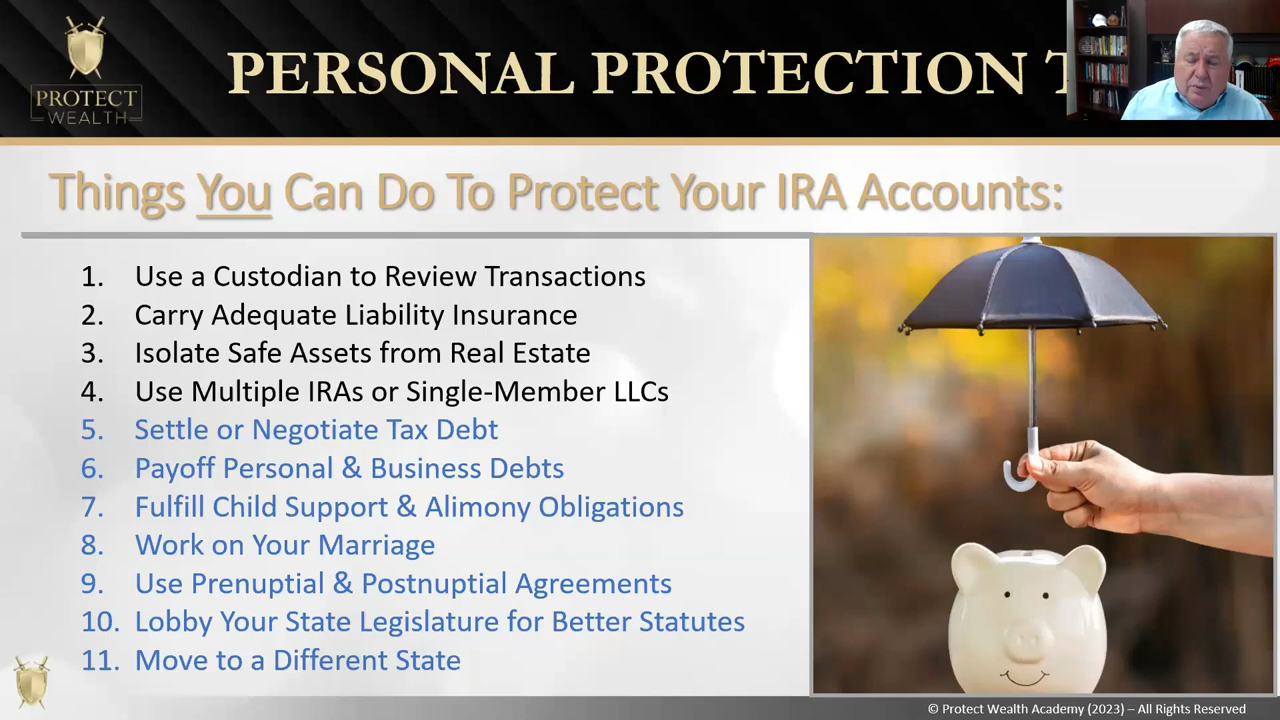 PROTECT
WEALTH
PERSONAL PROTECTION
Things You Can Do To Protect Your IRA Accounts:
1. Use a Custodian to Review Transactions
2. Carry Adequate Liability Insurance
3. Isolate Safe Assets from Real Estate
4. Use Multiple IRAs or Single-Member LLCs
5. Settle or Negotiate Tax Debt
6. Payoff Personal & Business Debts
7. Fulfill Child Support & Alimony Obligations
8. Work on Your Marriage
9. Use Prenuptial & Postnuptial Agreements
10. Lobby Your State Legislature for Better Statutes
11. Move to a Different State
© Protect Wealth Academy (2023) – All Rights Reserved